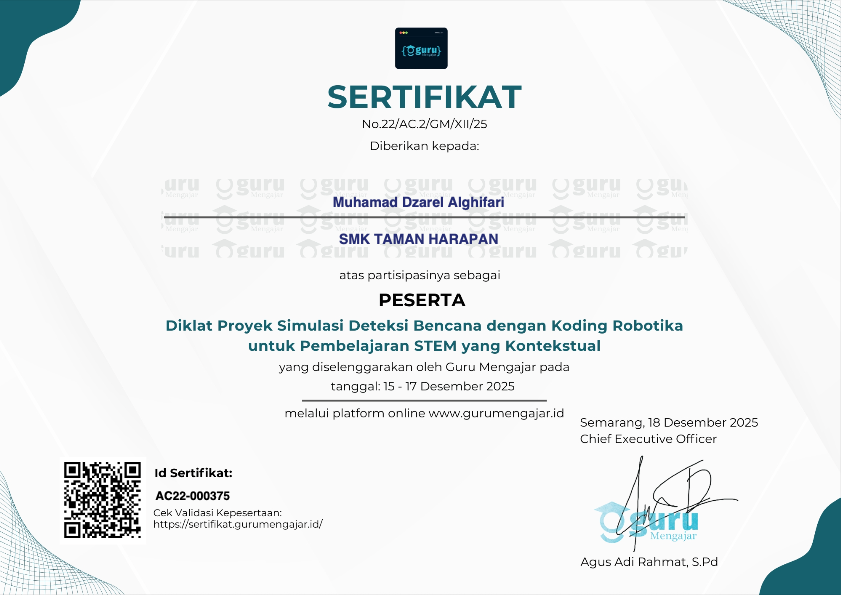 {guru}
Mengajar
SERTIFIKAT
No.22/AC.2/GM/XII/25
Diberikan kepada:
Muhamad Dzarel Alghifari
SMK TAMAN HARAPAN
atas partisipasinya sebagai
PESERTA
Diklat Proyek Simulasi Deteksi Bencana dengan Koding Robotika
untuk Pembelajaran STEM yang Kontekstual
yang diselenggarakan oleh Guru Mengajar pada
tanggal: 15 - 17 Desember 2025
melalui platform online www.gurumengajar.id
Semarang, 18 Desember 2025
Chief Executive Officer
Id Sertifikat:
AC22-000375
Cek Validasi Kepesertaan:
https://sertifikat.gurumengajar.id/
guru
Mengajar
Agus Adi Rahmat, S.Pd